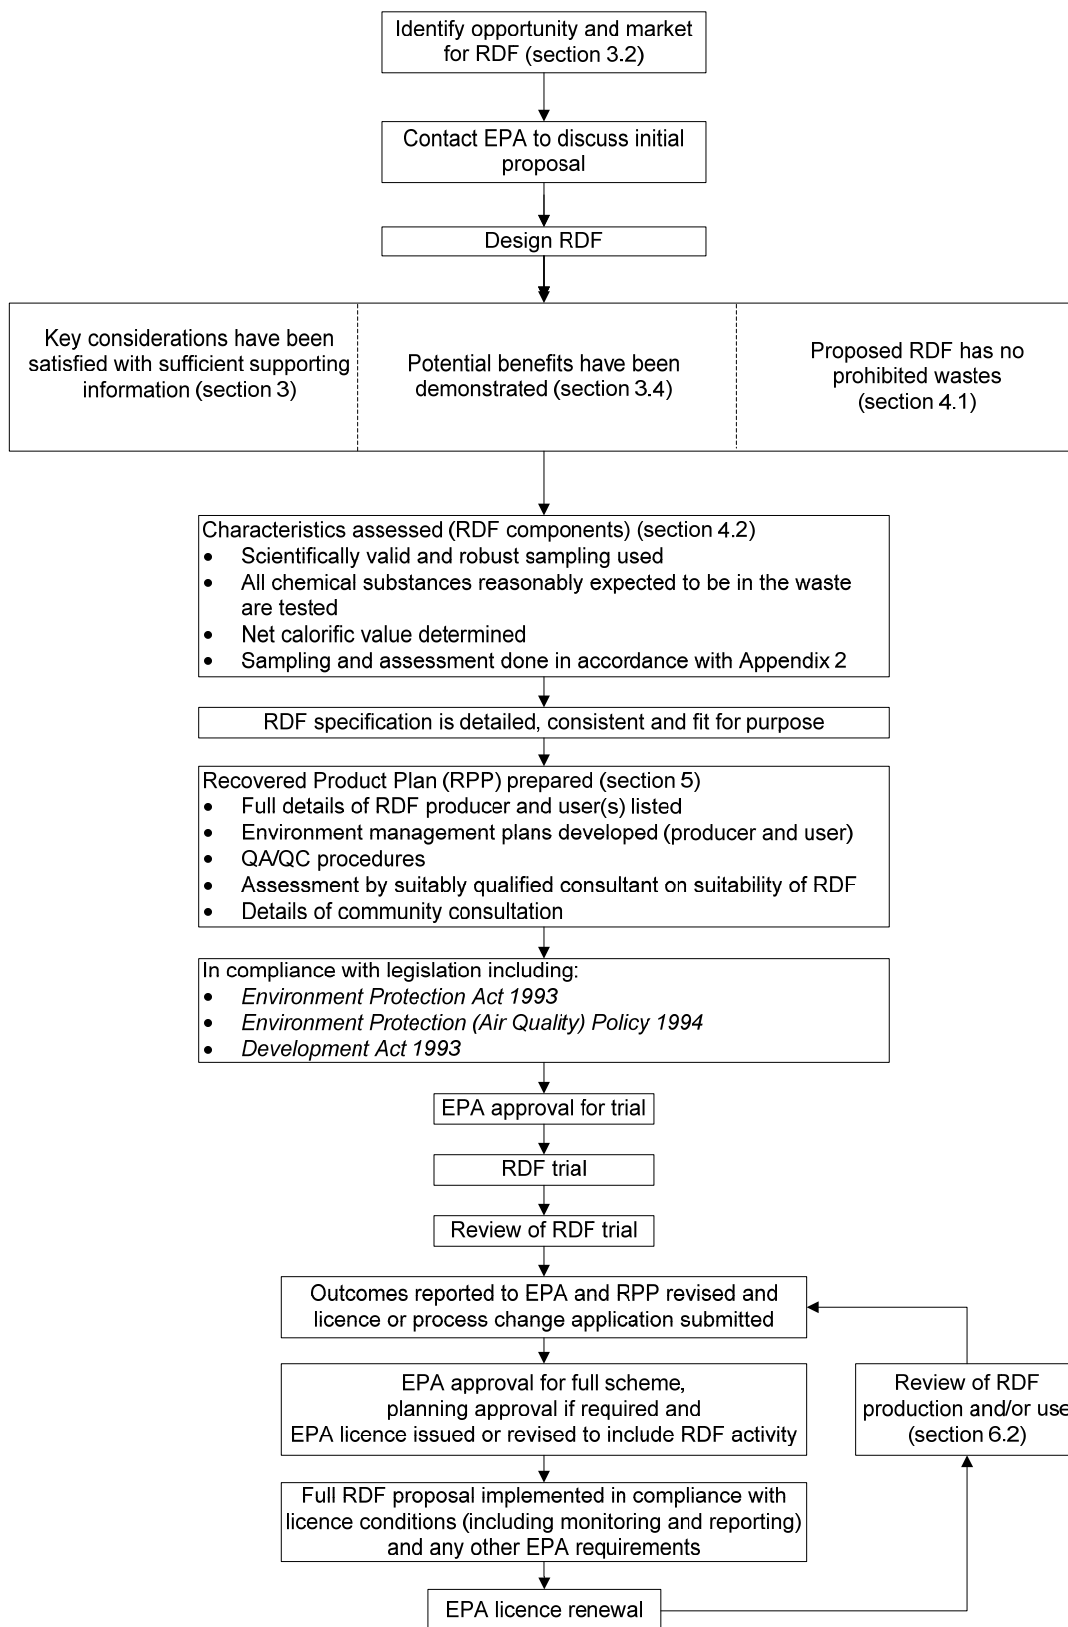 Identify opportunity and market
for RDF (section 3.2)
Contact EPA to discuss initial
proposal
Design RDF
Key considerations have been
satisfied with sufficient supporting
information (section 3)
Potential benefits have been
demonstrated (section 3.4)
Proposed RDF has no
prohibited wastes
(section 4.1)
Characteristics assessed (RDF components) (section 4.2)
• Scientifically valid and robust sampling used
• All chemical substances reasonably expected to be in the waste
are tested
• Net calorific value determined
• Sampling and assessment done in accordance with Appendix 2
RDF specification is detailed, consistent and fit for purpose
Recovered Product Plan (RPP) prepared (section 5)
• Full details of RDF producer and user(s) listed
• Environment management plans developed (producer and user)
• QA/QC procedures
• Assessment by suitably qualified consultant on suitability of RDF
• Details of community consultation
In compliance with legislation including:
• Environment Protection Act 1993
• Environment Protection (Air Quality) Policy 1994
• Development Act 1993
EPA approval for trial
RDF trial
Review of RDF trial
Outcomes reported to EPA and RPP revised and
licence or process change application submitted
EPA approval for full scheme,
planning approval if required and
EPA licence issued or revised to include RDF activity
Review of RDF
production and/or use
(section 6.2)
Full RDF proposal implemented in compliance with
licence conditions (including monitoring and reporting)
and any other EPA requirements
EPA licence renewal